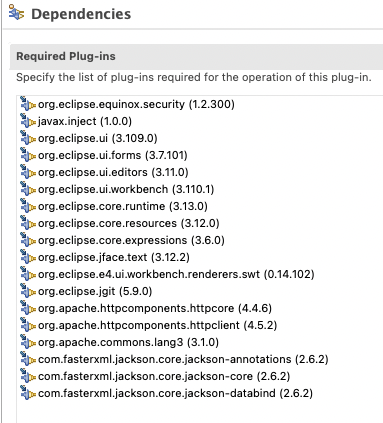 Dependencies
Required Plug-ins
Specify the list of plug-ins required for the operation of this plug-in.
org.eclipse.equinox.security (1.2.300)
javax.inject (1.0.0)
org.eclipse.ui (3.109.0)
org.eclipse.ui.forms (3.7.101)
org.eclipse.ui.editors (3.11.0)
org.eclipse.ui.workbench (3.110.1)
org.eclipse.core.runtime (3.13.0)
org.eclipse.core.resources (3.12.0)
org.eclipse.core.expressions (3.6.0)
org.eclipse.jface.text (3.12.2)
org.eclipse.e4.ui.workbench.renderers.swt (0.14.102)
org.eclipse.jgit (5.9.0)
org.apache.httpcomponents.httpcore (4.4.6)
org.apache.httpcomponents.httpclient (4.5.2)
org.apache.commons.lang3 (3.1.0)
com.fasterxml.jackson.core.jackson-annotations (2.6.2)
com.fasterxml.jackson.core.jackson-core (2.6.2)
com.fasterxml.jackson.core.jackson-databind (2.6.2)